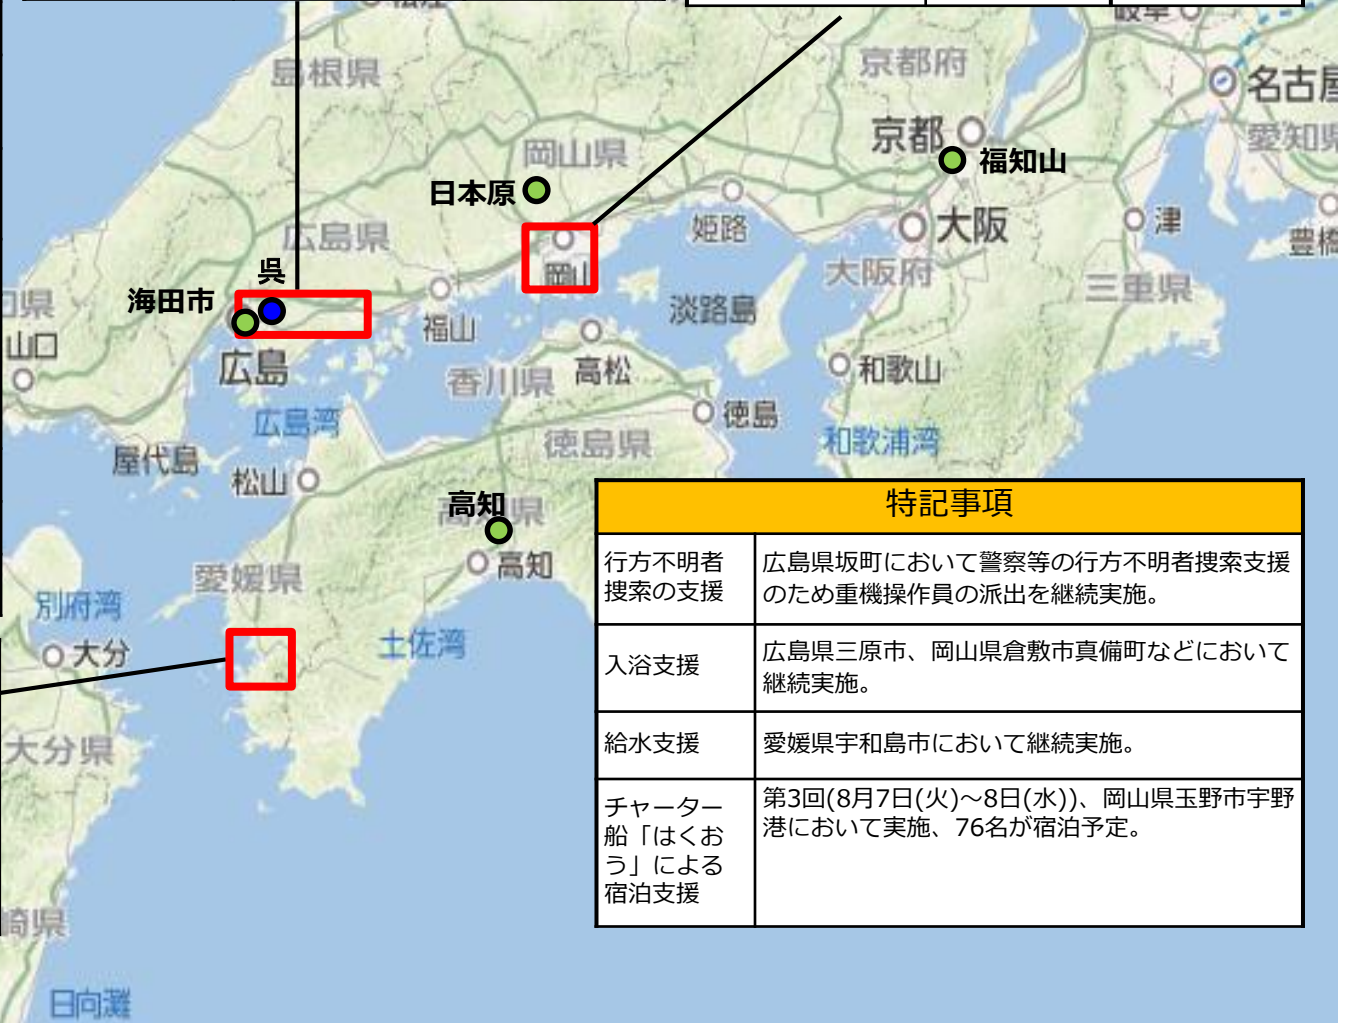 島根県
京都府
名古屋
京都
愛知県
岡山県
福知山
日本原
姫路
大阪
津
広島県
豊橋
呉
岡山
大阪府
三重県
海田市
淡路島
福山
山口
広島
香川県
高松
和歌山
広島湾
徳島
徳島県
和歌浦湾
屋代島
松山
高知
高知
愛媛県
別府湾
土佐湾
大分
大分県
崎県
日向灘
特記事項
行方不明者
捜索の支援
広島県坂町において警察等の行方不明者捜索支援
のため重機操作員の派出を継続実施。
入浴支援
広島県三原市、岡山県倉敷市真備町などにおいて
継続実施。
給水支援
愛媛県宇和島市において継続実施。
チャーター
船「はくお
う」による
宿泊支援
第3回(8月7日(火)～8日(水))、岡山県玉野市宇野
港において実施、76名が宿泊予定。